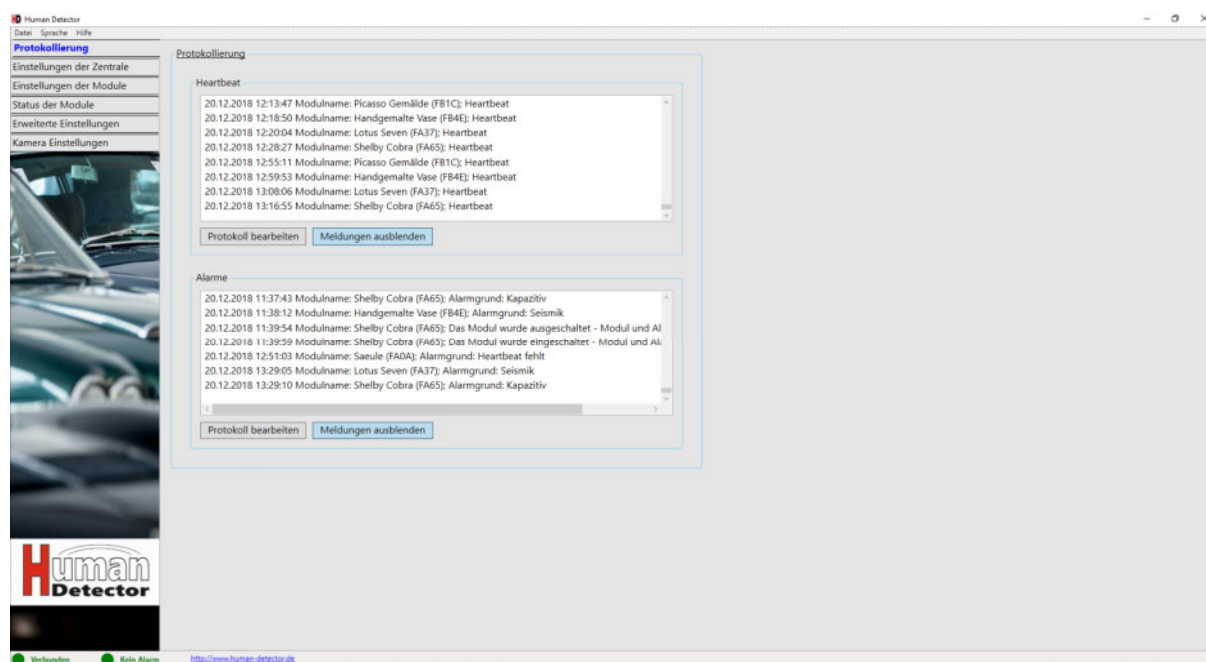 Human Detector
Datei Sprache Hilfe
Protokollierung
Einstellungen der Zentrale
Einstellungen der Module
Status der Module
Erweiterte Einstellungen
Kamera Einstellungen
Protokollierung
Heartbeat
20.12.2018 12:13:47 Modulname: Picasso Gemälde (FB1C); Heartbeat
20.12.2018 12:18:50 Modulname: Handgemalte Vase (FB4E); Heartbeat
20.12.2018 12:20:04 Modulname: Lotus Seven (FA37); Heartbeat
20.12.2018 12:28:27 Modulname: Shelby Cobra (FA65); Heartbeat
20.12.2018 12:55:11 Modulname: Picasso Gemälde (FB1C); Heartbeat
20.12.2018 12:59:53 Modulname: Handgemalte Vase (FB4E); Heartbeat
20.12.2018 13:08:06 Modulname: Lotus Seven (FA37); Heartbeat
20.12.2018 13:16:55 Modulname: Shelby Cobra (FA65); Heartbeat
Protokoll bearbeiten Meldungen ausblenden
Alarme
20.12.2018 11:37:43 Modulname: Shelby Cobra (FA65); Alarmgrund: Kapazitiv
20.12.2018 11:38:12 Modulname: Handgemalte Vase (FB4E); Alarmgrund: Seismik
20.12.2018 11:39:54 Modulname: Shelby Cobra (FA65); Das Modul wurde ausgeschaltet - Modul und Al
20.12.2018 11:39:59 Modulname: Shelby Cobra (FA65); Das Modul wurde eingeschaltet - Modul und Al
20.12.2018 12:51:03 Modulname: Saeule (FA0A); Alarmgrund: Heartbeat fehlt
20.12.2018 13:29:05 Modulname: Lotus Seven (FA37); Alarmgrund: Seismik
20.12.2018 13:29:10 Modulname: Shelby Cobra (FA65); Alarmgrund: Kapazitiv
Protokoll bearbeiten Meldungen ausblenden
Human
Detector
Verbunden Kein Alarm http://www.human-detector.de